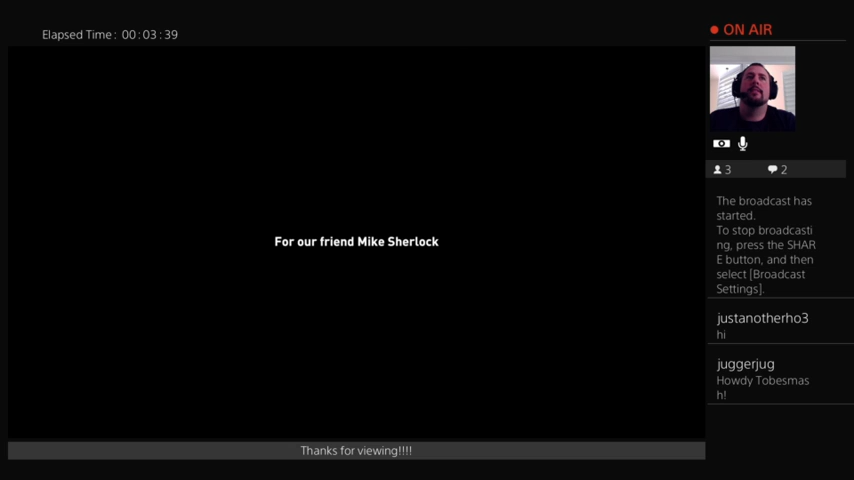 Elapsed Time: 00:03:39
ON AIR
3
2
The broadcast has
started.
To stop broadcasti
ng, press the SHAR
E button, and then
select [Broadcast
Settings].
For our friend Mike Sherlock
justanotherho3
hi
juggerjug
Howdy Tobesmas
h!
Thanks for viewing!!!!